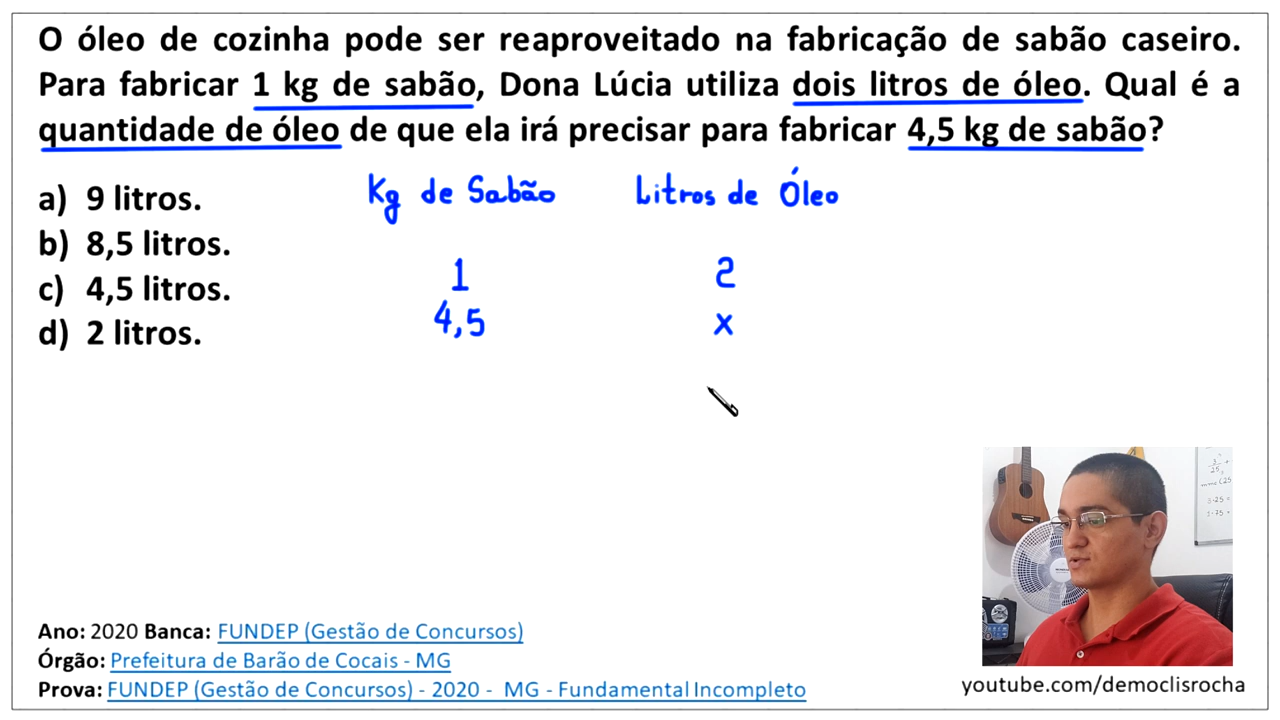 O óleo de cozinha pode ser reaproveitado na fabricação de sabão caseiro.
Para fabricar 1 kg de sabão, Dona Lúcia utiliza dois litros de óleo. Qual é a
quantidade de óleo de que ela irá precisar para fabricar 4,5 kg de sabão?
a) 9 litros.
b) 8,5 litros.
c) 4,5 litros.
d) 2 litros.
Kg de Sabão Litros de Óleo
1 2
4,5 x
Ano: 2020 Banca: FUNDEP (Gestão de Concursos)
Órgão: Prefeitura de Barão de Cocais - MG
Prova: FUNDEP (Gestão de Concursos) - 2020 - MG - Fundamental Incompleto
youtube.com/democlisrocha